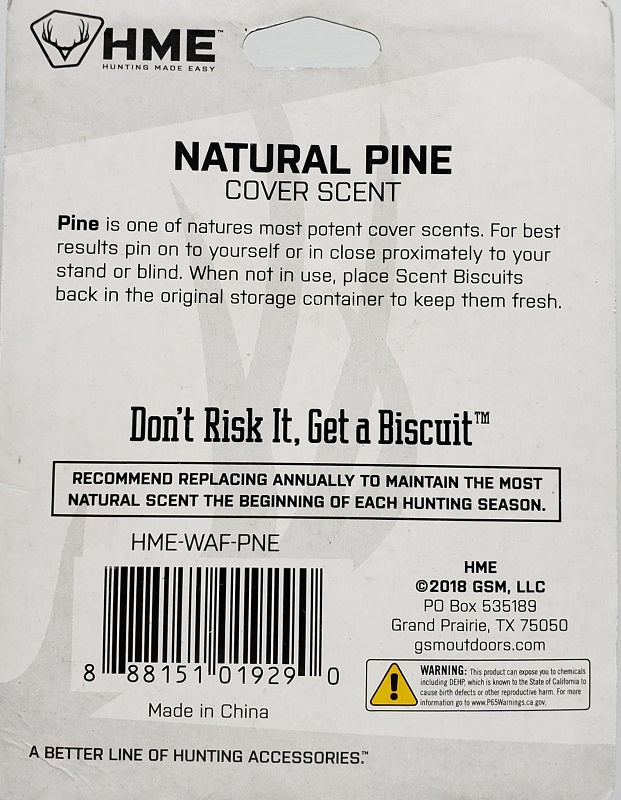 HME™
HUNTING MADE EASY
NATURAL PINE
COVER SCENT
Pine is one of natures most potent cover scents. For best
results pin on to yourself or in close proximately to your
stand or blind. When not in use, place Scent Biscuits
back in the original storage container to keep them fresh.
Don't Risk It, Get a Biscuit™
RECOMMEND REPLACING ANNUALLY TO MAINTAIN THE MOST
NATURAL SCENT THE BEGINNING OF EACH HUNTING SEASON.
HME-WAF-PNE
8 88151 01929 0
Made in China
HME
©2018 GSM, LLC
PO Box 535189
Grand Prairie, TX 75050
gsmoutdoors.com
WARNING: This product can expose you to chemicals
including DEHP, which is known to the State of California to
cause birth defects or other reproductive harm. For more
information go to www.P65Warnings.ca.gov.
A BETTER LINE OF HUNTING ACCESSORIES.™